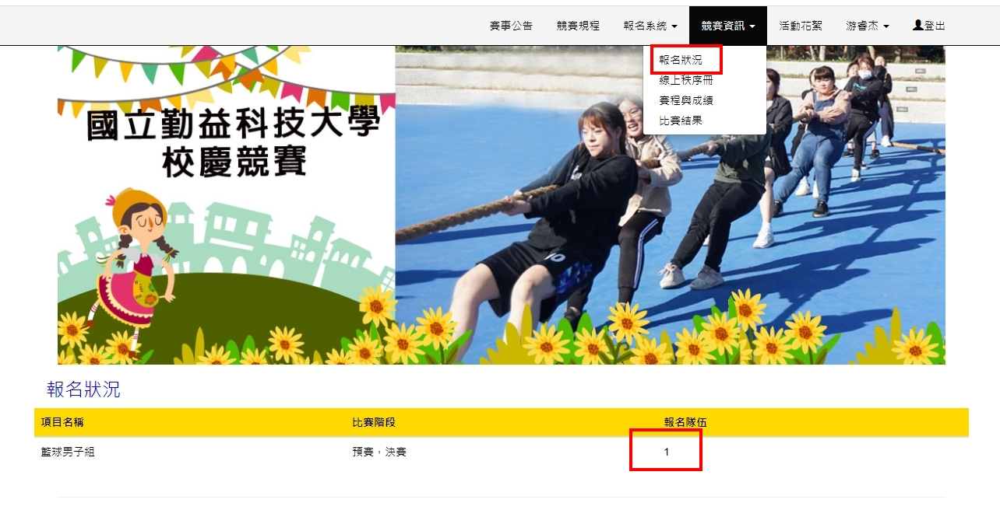 賽事公告 競賽規程 報名系統 競賽資訊 活動花絮 游睿杰 登出
報名狀況
線上秩序冊
賽程與成績
比賽結果
國立勤益科技大學
校慶競賽
報名狀況
項目名稱 比賽階段 報名隊伍
籃球男子組 預賽，決賽 1